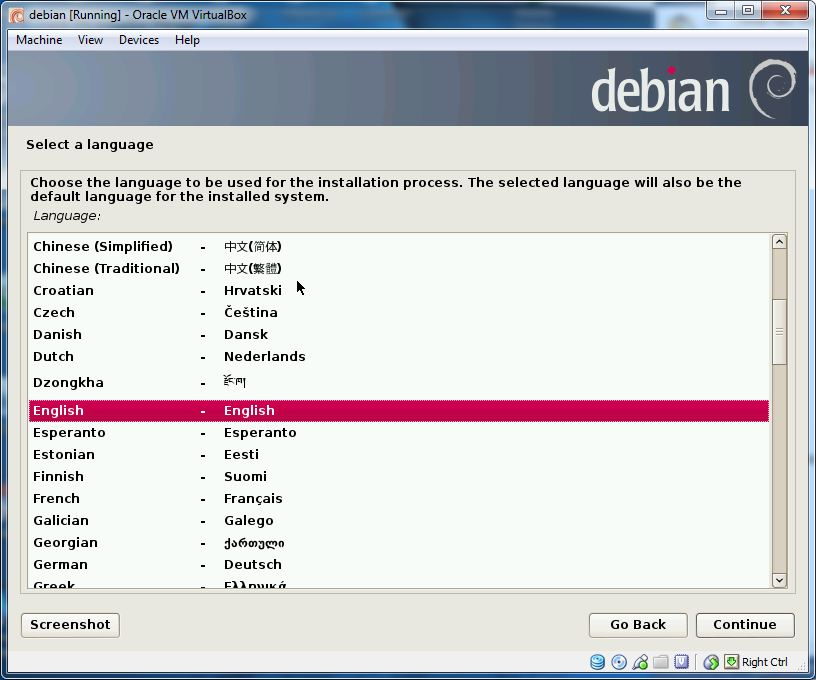 debian [Running] - Oracle VM VirtualBox
Machine View Devices Help
debian
Select a language
Choose the language to be used for the installation process. The selected language will also be the
default language for the installed system.
Language:
Chinese (Simplified) - 中文(简体)
Chinese (Traditional) - 中文(繁體)
Croatian - Hrvatski
Czech - Čeština
Danish - Dansk
Dutch - Nederlands
Dzongkha - རྫོང་ཁ།
English - English
Esperanto - Esperanto
Estonian - Eesti
Finnish - Suomi
French - Français
Galician - Galego
Georgian - ქართული
German - Deutsch
Greek - Ελληνικά
Screenshot Go Back Continue
Right Ctrl